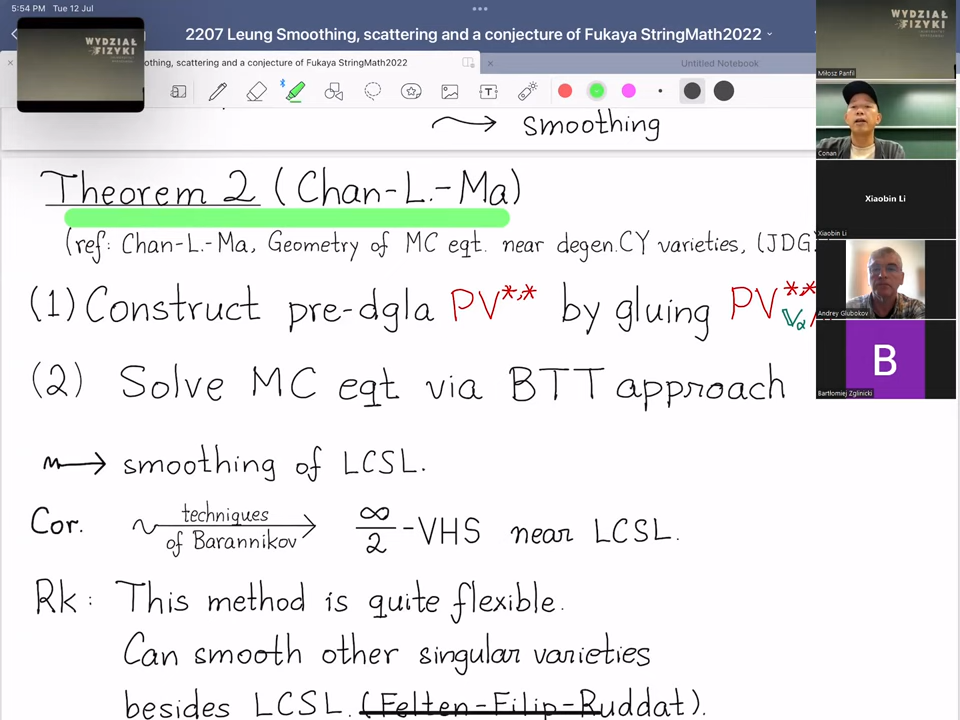 5:54 PM Tue 12 Jul
2207 Leung Smoothing, scattering and a conjecture of Fukaya StringMath2022
WYDZIAŁ FIZYKI
WYDZIAŁ FIZYKI
Miłosz Panfil
othing, scattering and a conjecture of Fukaya StringMath2022
Untitled Notebook
T
smoothing
Conan
Theorem 2 (Chan-L.-Ma)
Xiaobin Li
Xiaobin Li
(ref: Chan-L.-Ma, Geometry of MC eqt. near degen. CY varieties, (JDG)
(1) Construct pre-dgla PV*,* by gluing PV*,* Vα
Andrey Glubokov
(2) Solve MC eqt via BTT approach
B
Bartłomiej Zglinicki
⇝ smoothing of LCSL.
Cor. techniques of Barannikov ∞/2-VHS near LCSL.
Rk: This method is quite flexible.
Can smooth other singular varieties
besides LCSL. (Felten-Filip-Ruddat).